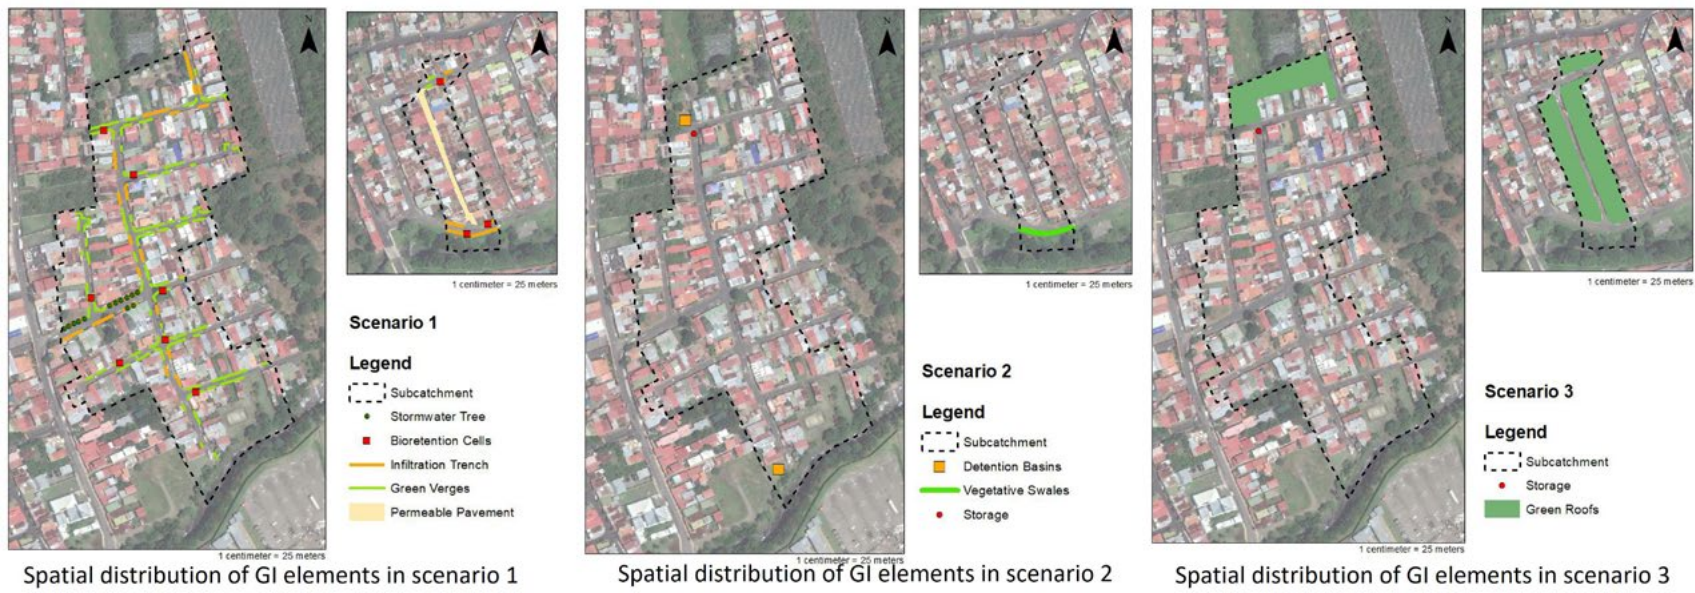 N
N
N
1 centimeter = 25 meters
1 centimeter = 25 meters
1 centimeter = 25 meters
Scenario 1
Legend
Subcatchment
Stormwater Tree
Bioretention Cells
Infiltration Trench
Green Verges
Permeable Pavement
1 centimeter = 25 meters
Scenario 2
Legend
Subcatchment
Detention Basins
Vegetative Swales
Storage
1 centimeter = 25 meters
Scenario 3
Legend
Subcatchment
Storage
Green Roofs
1 centimeter = 25 meters
Spatial distribution of GI elements in scenario 1
Spatial distribution of GI elements in scenario 2
Spatial distribution of GI elements in scenario 3